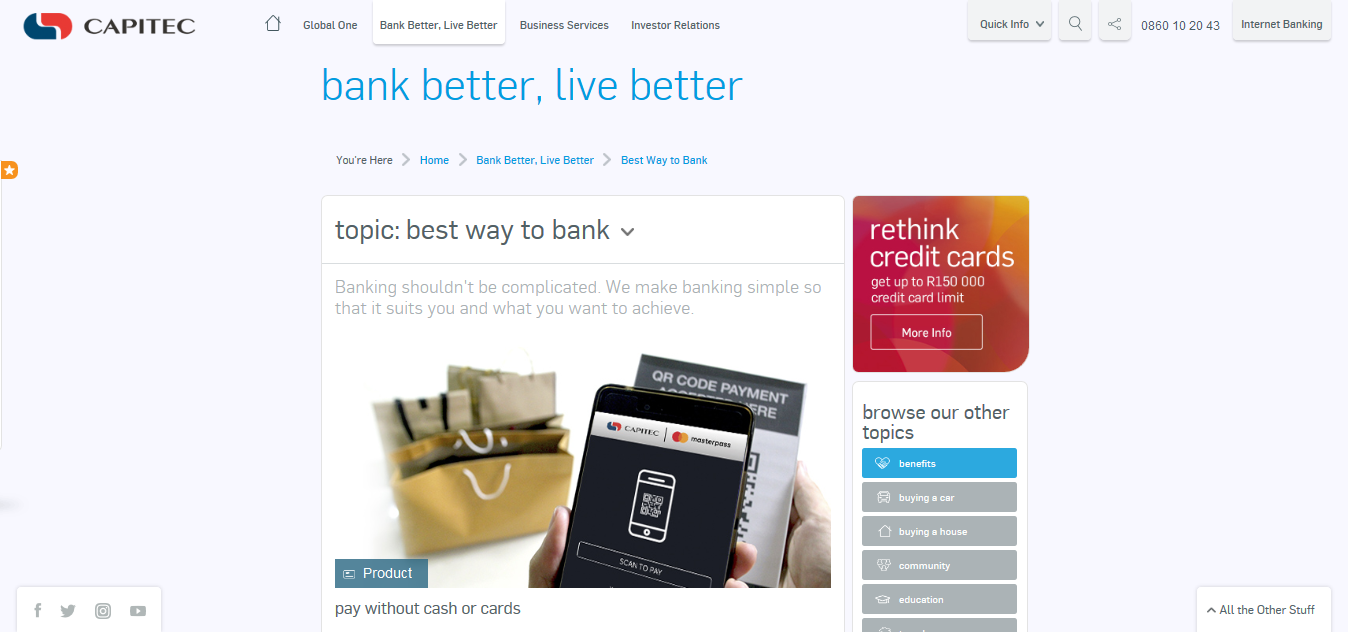 CAPITEC
Global One
Bank Better, Live Better
Business Services
Investor Relations
Quick Info
0860 10 20 43
Internet Banking
bank better, live better
You're Here
Home
Bank Better, Live Better
Best Way to Bank
topic: best way to bank
Banking shouldn't be complicated. We make banking simple so
that it suits you and what you want to achieve.
QR CODE PAYMENT
ACCEPTED HERE
CAPITEC
masterpass
SCAN TO PAY
Product
pay without cash or cards
rethink
credit cards
get up to R150 000
credit card limit
More Info
browse our other
topics
benefits
buying a car
buying a house
community
education
All the Other Stuff